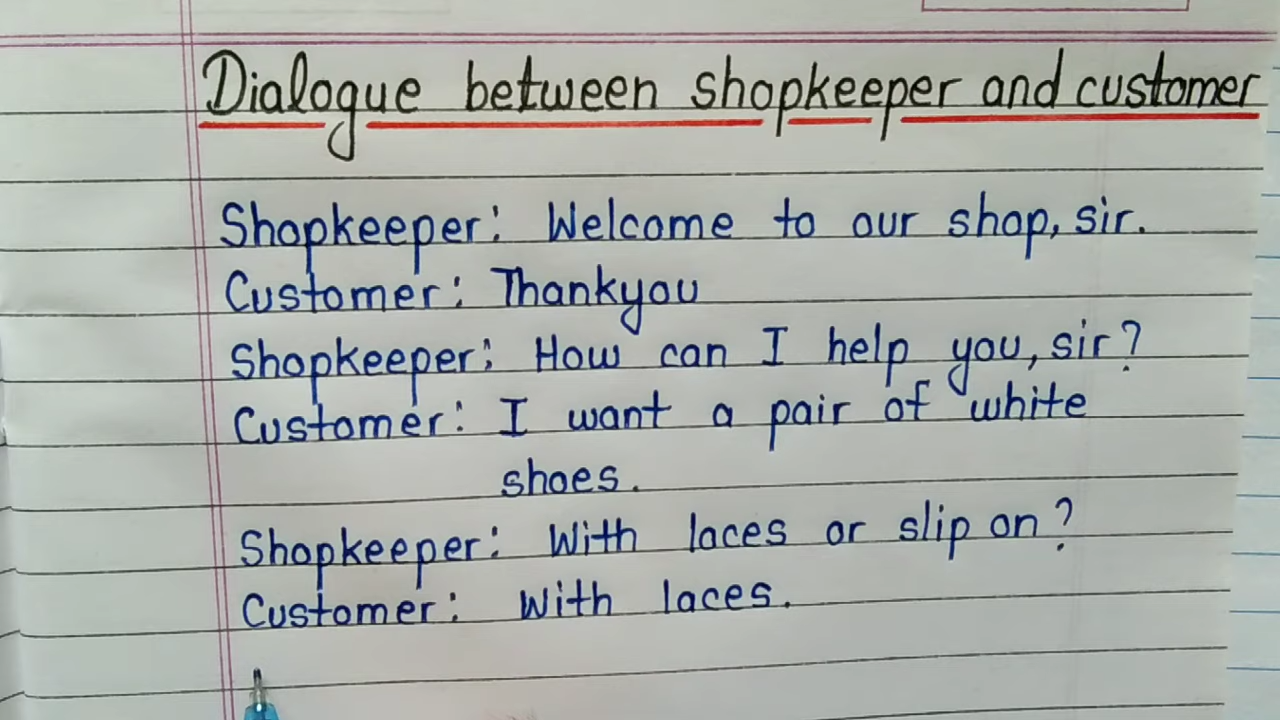 Dialogue between shopkeeper and customer
Shopkeeper: Welcome to our shop, sir.
Customer: Thankyou
Shopkeeper: How can I help you, sir?
Customer: I want a pair of white
shoes.
Shopkeeper: With laces or slip on?
Customer: With laces.